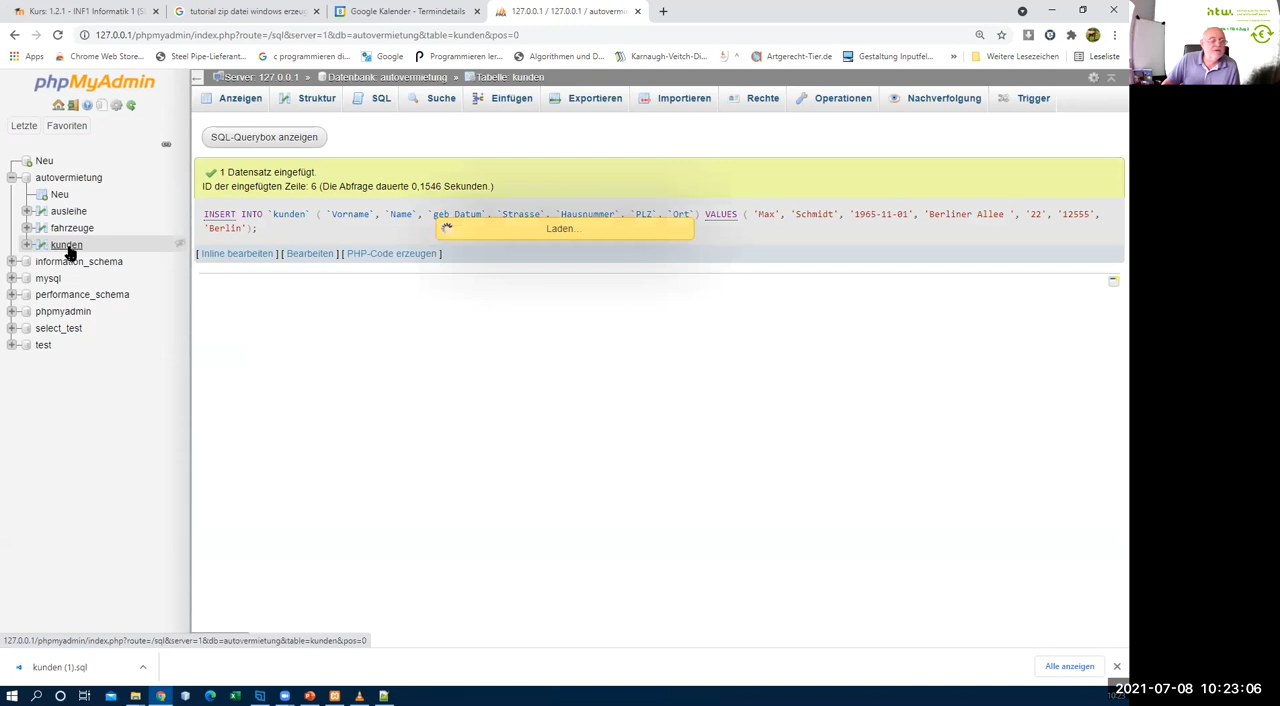 Kurs: 1.2.1 - INF1 Informatik 1 (S
tutorial zip datei windows erzeug
Google Kalender - Termindetails
127.0.0.1 / 127.0.0.1 / autovermie
127.0.0.1/phpmyadmin/index.php?route=/sql&server=1&db=autovermietung&table=kunden&pos=0
Apps
Chrome Web Store...
Steel Pipe-Lieferant...
Google
c programmieren di...
Programmieren ler...
Algorithmen und D...
Karnaugh-Veitch-Di...
Artgerecht-Tier.de
Gestaltung Intufellen...
»
Weitere Lesezeichen
Leseliste
phpMyAdmin
Letzte
Favoriten
Neu
autovermietung
Neu
ausleihe
fahrzeuge
kunden
information_schema
mysql
performance_schema
phpmyadmin
select_test
test
Server: 127.0.0.1 » Datenbank: autovermietung » Tabelle: kunden
Anzeigen
Struktur
SQL
Suche
Einfügen
Exportieren
Importieren
Rechte
Operationen
Nachverfolgung
Trigger
SQL-Querybox anzeigen
1 Datensatz eingefügt.
ID der eingefügten Zeile: 6 (Die Abfrage dauerte 0,1546 Sekunden.)
INSERT INTO `kunden` ( `Vorname`, `Name`, `geb_Datum`, `Strasse`, `Hausnummer`, `PLZ`, `Ort`) VALUES ( 'Max', 'Schmidt', '1965-11-01', 'Berliner Allee ', '22', '12555',
'Berlin');
Laden...
[ Inline bearbeiten ] [ Bearbeiten ] [ PHP-Code erzeugen ]
127.0.0.1/phpmyadmin/index.php?route=/sql&server=1&db=autovermietung&table=kunden&pos=0
kunden (1).sql
Alle anzeigen
htw
2021-07-08 10:23:06